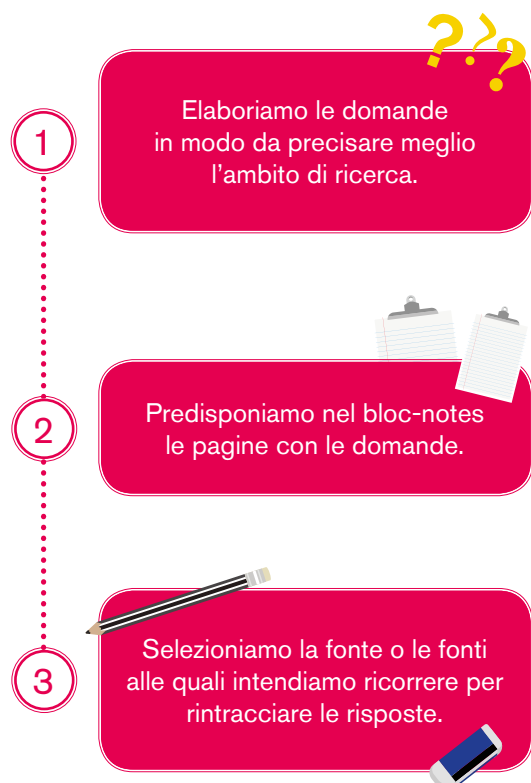 ???
1
Elaboriamo le domande
in modo da precisare meglio
l’ambito di ricerca.
2
Predisponiamo nel bloc-notes
le pagine con le domande.
3
Selezioniamo la fonte o le fonti
alle quali intendiamo ricorrere per
rintracciare le risposte.